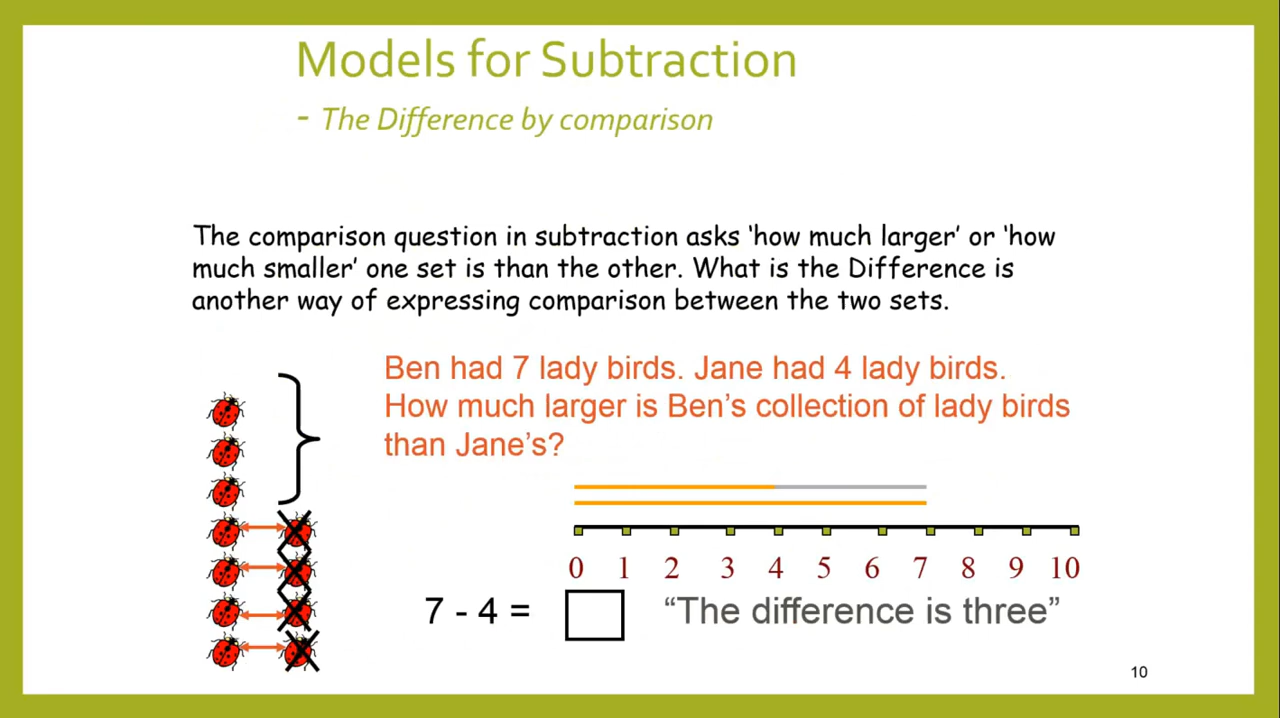 Models for Subtraction
- The Difference by comparison
The comparison question in subtraction asks ‘how much larger’ or ‘how
much smaller’ one set is than the other. What is the Difference is
another way of expressing comparison between the two sets.
Ben had 7 lady birds. Jane had 4 lady birds.
How much larger is Ben’s collection of lady birds
than Jane’s?
0 1 2 3 4 5 6 7 8 9 10
7 - 4 = “The difference is three”
10